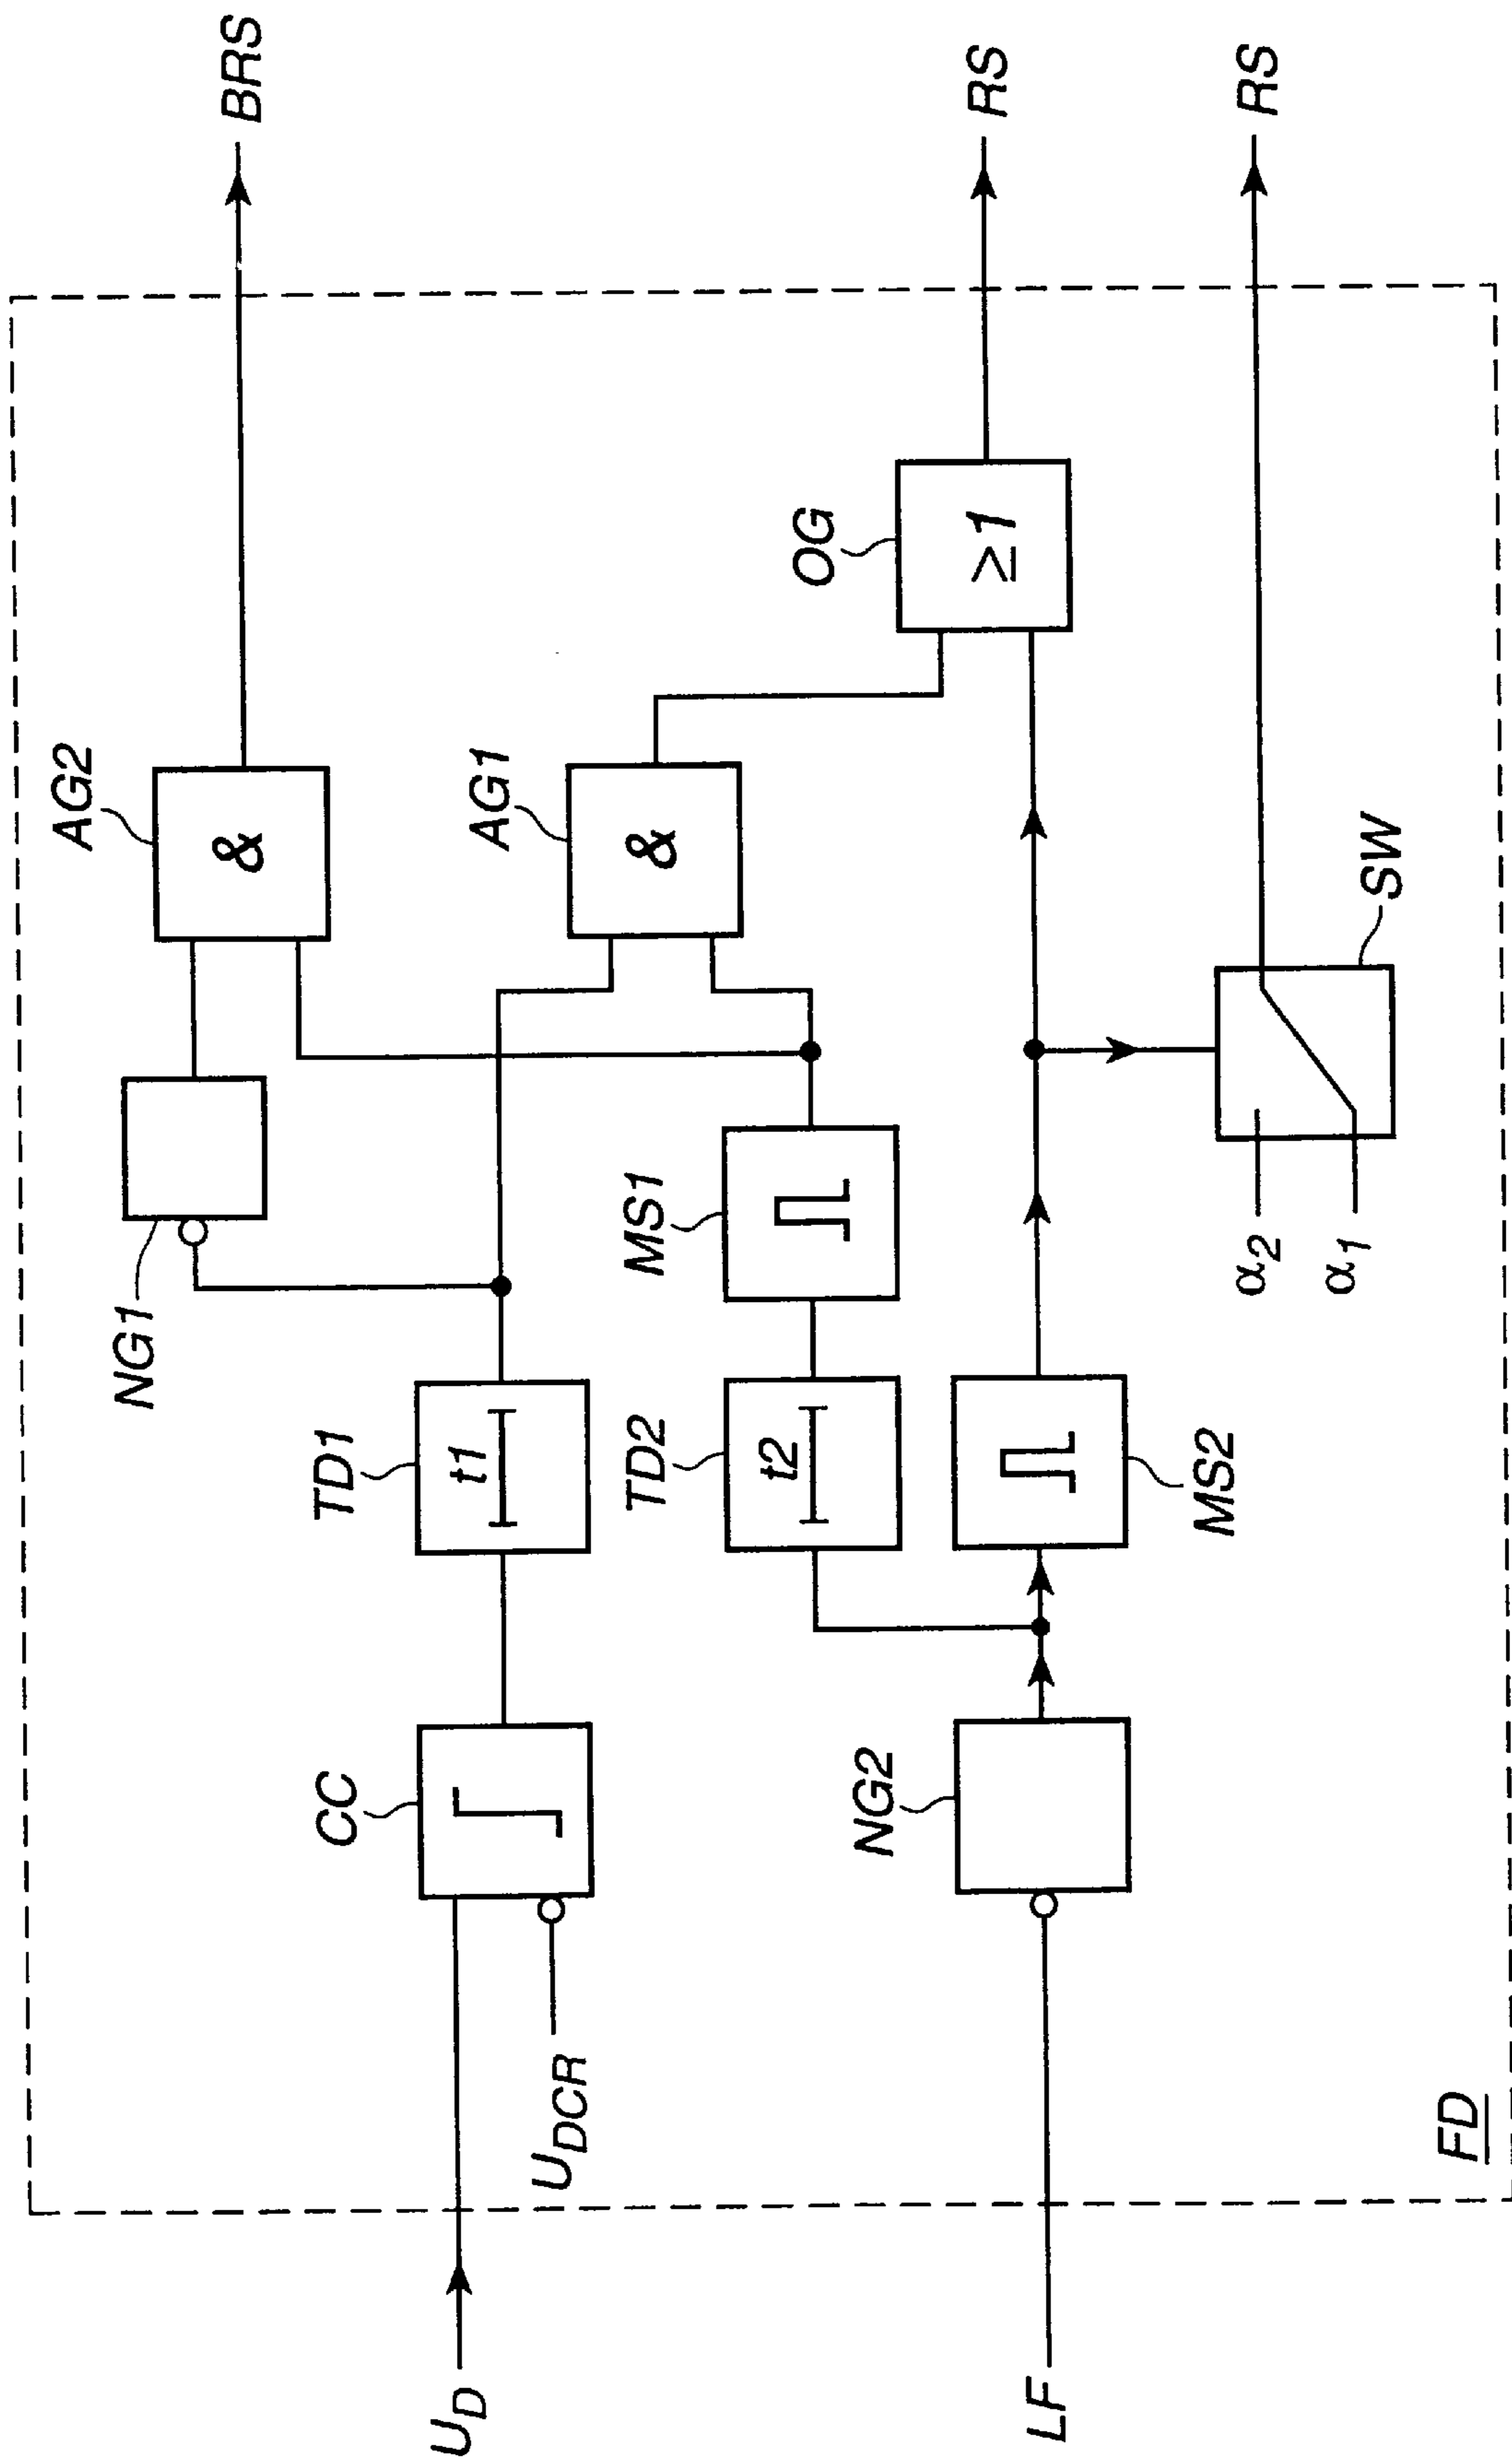 BRS
AG2
&
NG1
AG1
&
OG
≥1
RS
CC
TD1
t1
TD2
t2
MS1
U_D
U_DCR
NG2
MS2
LF
RS
SW
α₂
α₁
FD